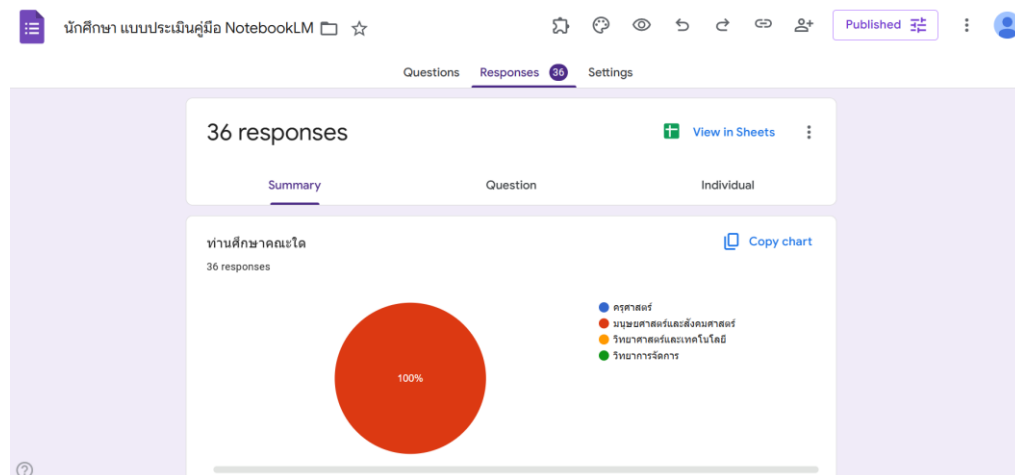 นักศึกษา แบบประเมินคู่มือ NotebookLM
Published
Questions
Responses 36
Settings
36 responses
View in Sheets
Summary
Question
Individual
ท่านศึกษาคณะใด
Copy chart
36 responses
ครุศาสตร์
มนุษยศาสตร์และสังคมศาสตร์
วิทยาศาสตร์และเทคโนโลยี
วิทยาการจัดการ
100%